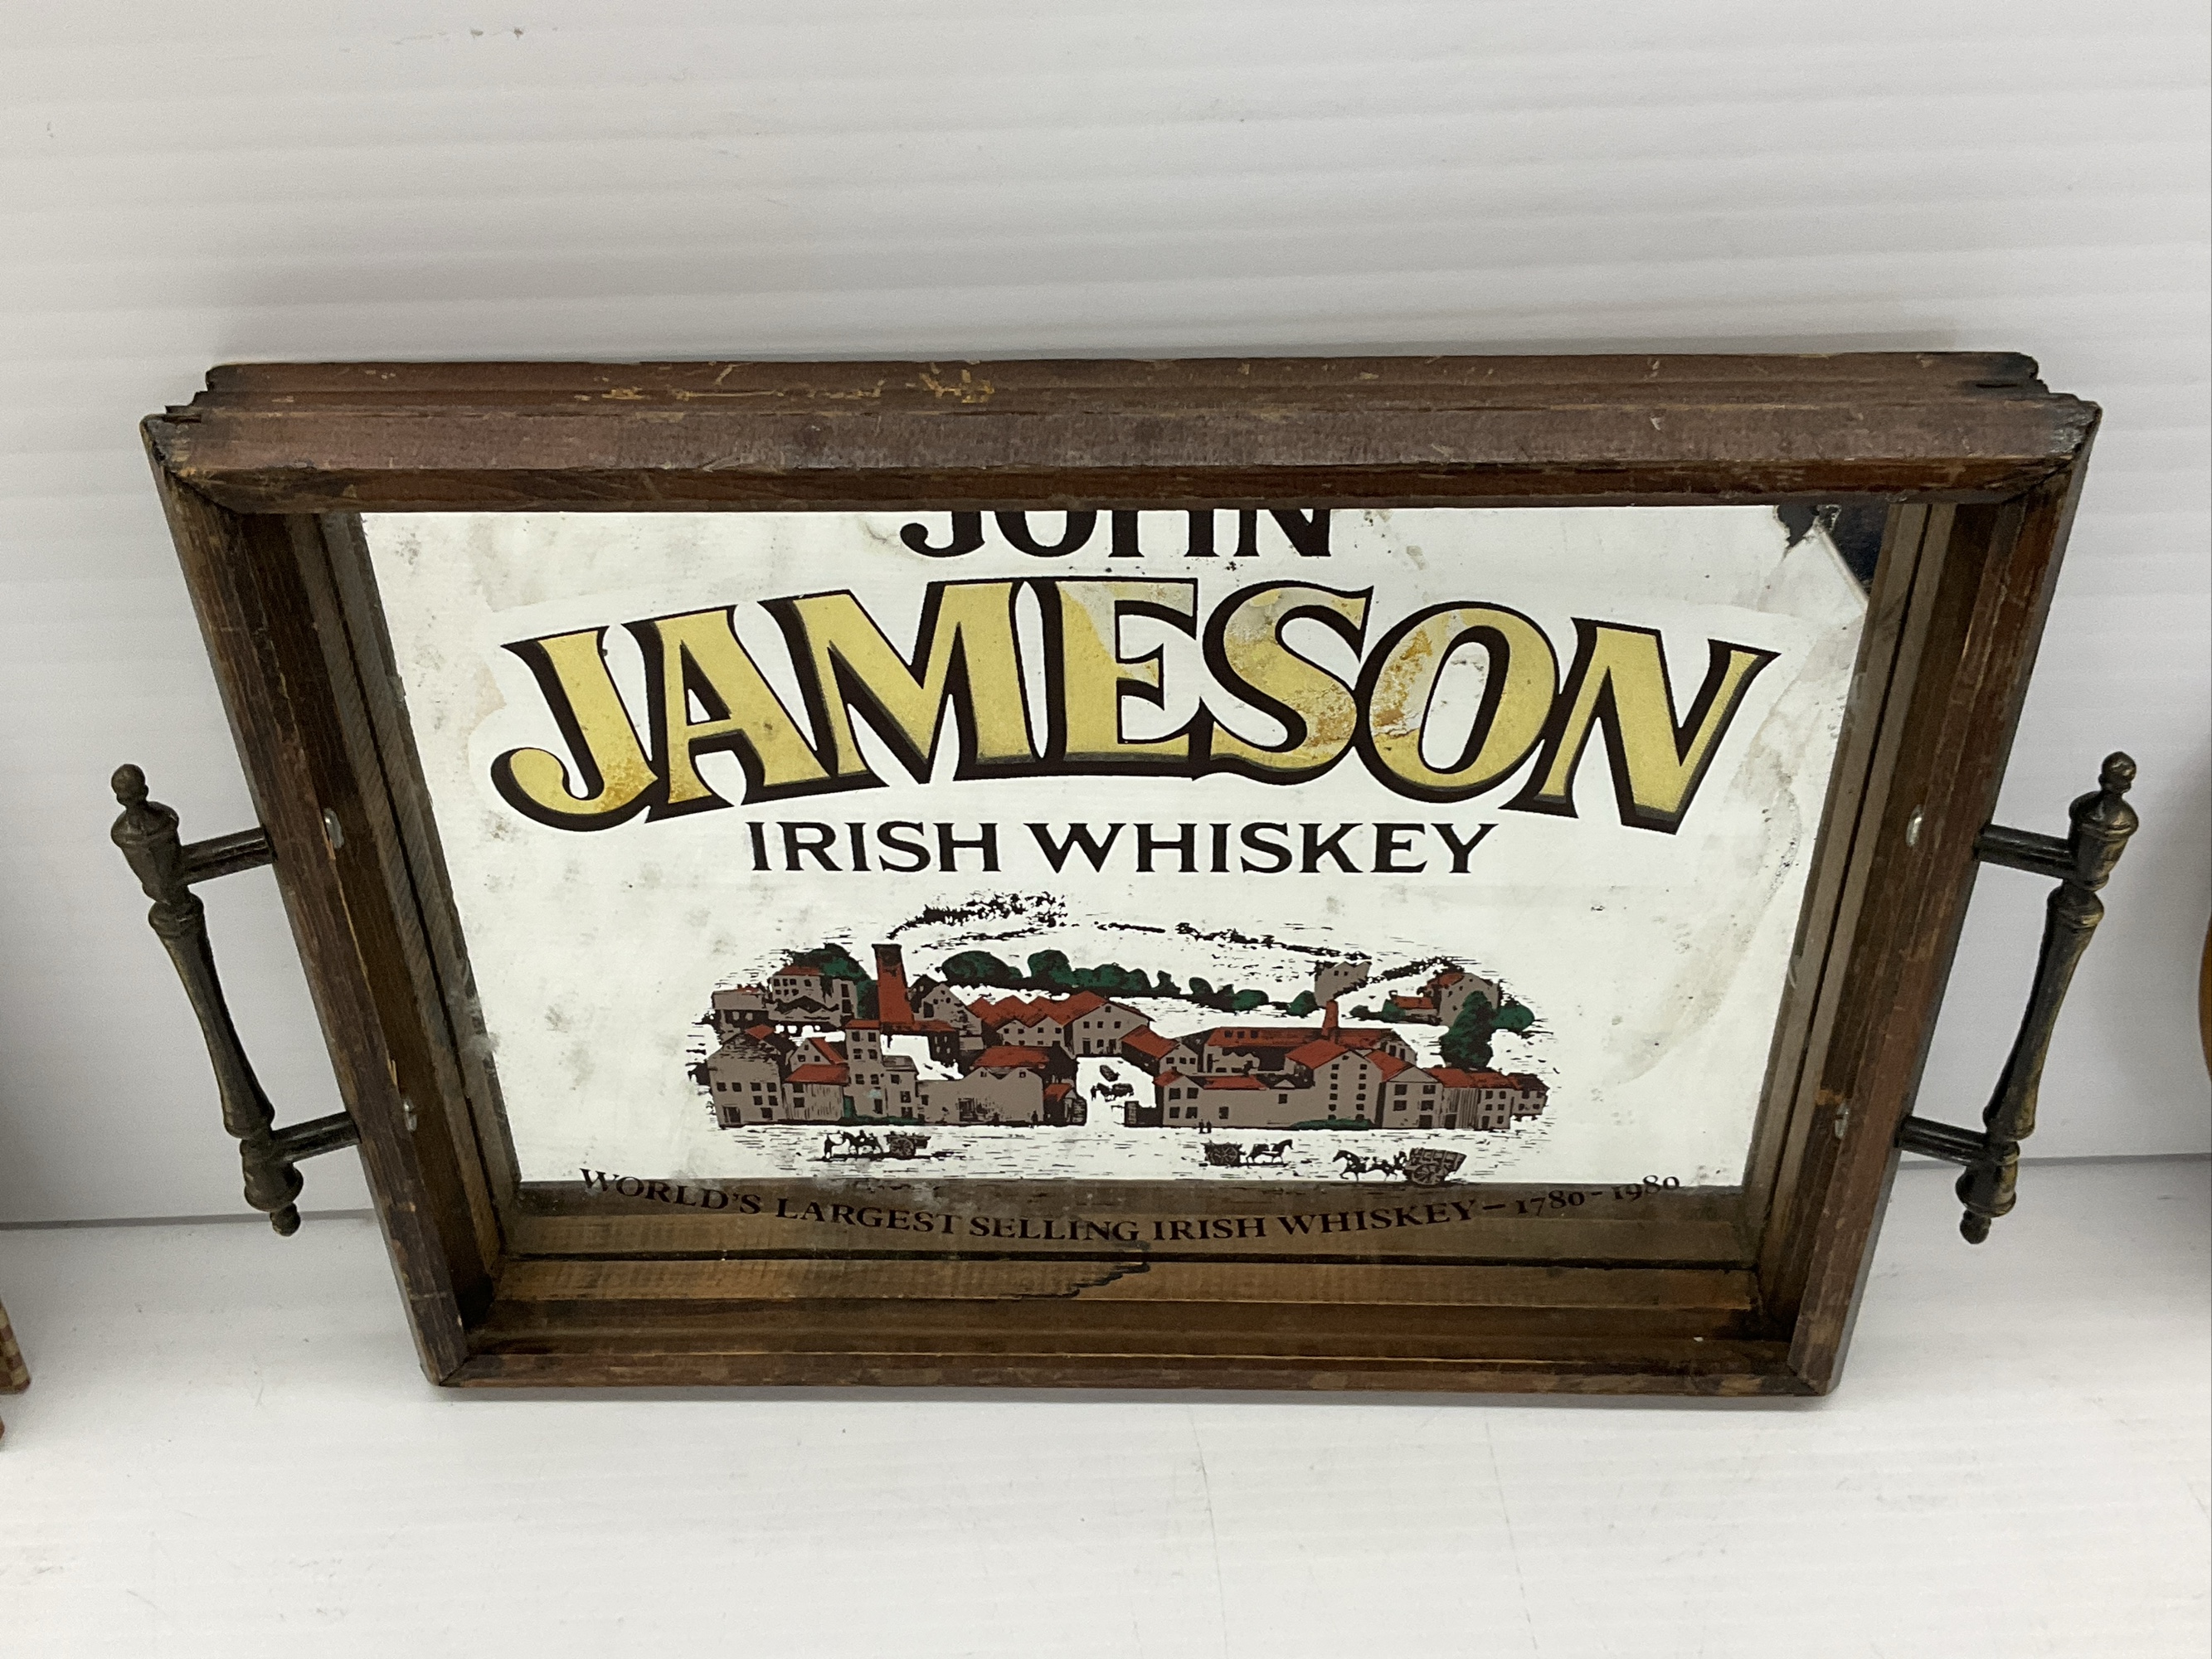 JOHN
JAMESON
IRISH WHISKEY
WORLD'S LARGEST SELLING IRISH WHISKEY – 1780 - 1980